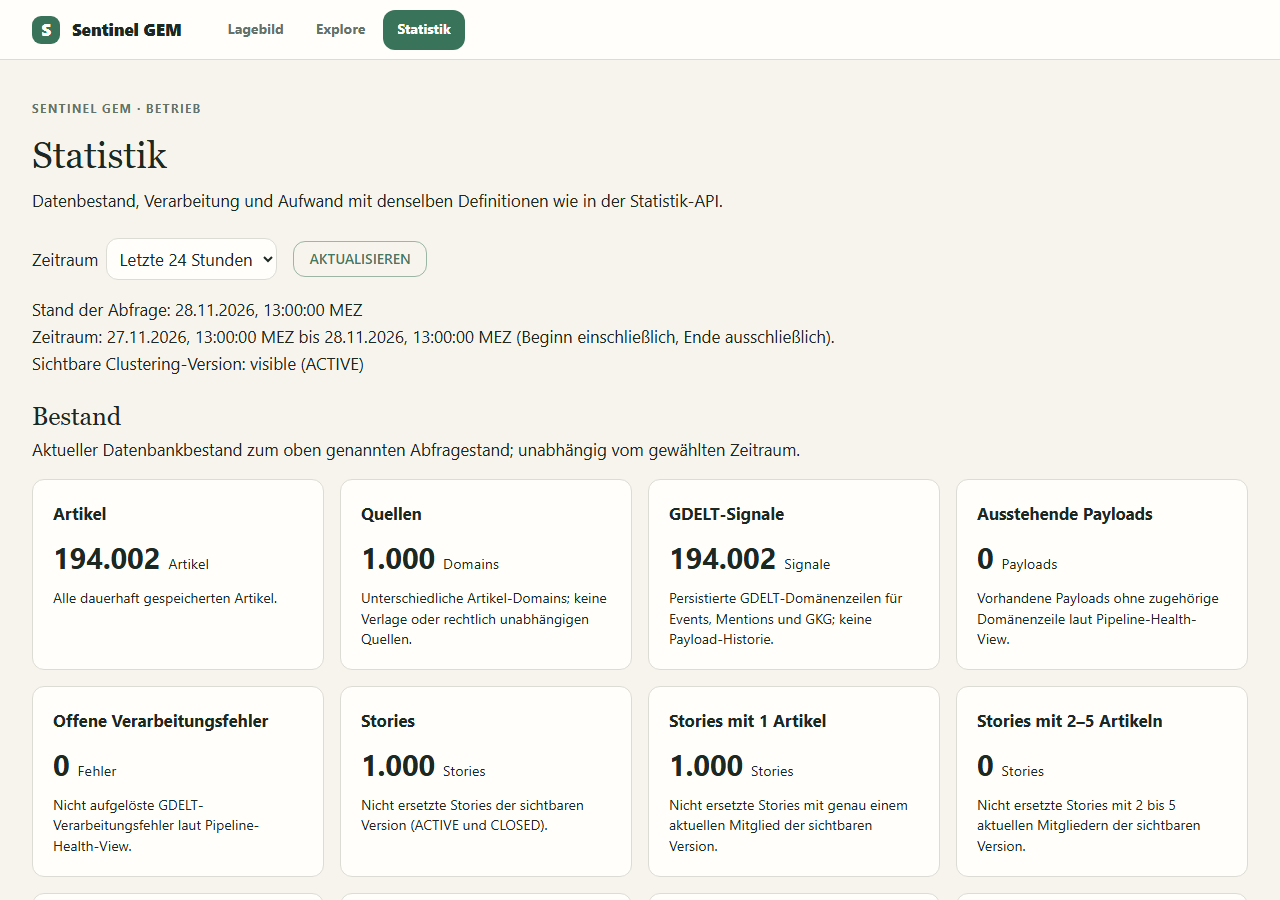 S Sentinel GEM Lagebild Explore Statistik
SENTINEL GEM · BETRIEB
Statistik
Datenbestand, Verarbeitung und Aufwand mit denselben Definitionen wie in der Statistik-API.
Zeitraum Letzte 24 Stunden AKTUALISIEREN
Stand der Abfrage: 28.11.2026, 13:00:00 MEZ
Zeitraum: 27.11.2026, 13:00:00 MEZ bis 28.11.2026, 13:00:00 MEZ (Beginn einschließlich, Ende ausschließlich).
Sichtbare Clustering-Version: visible (ACTIVE)
Bestand
Aktueller Datenbankbestand zum oben genannten Abfragestand; unabhängig vom gewählten Zeitraum.
Artikel
194.002 Artikel
Alle dauerhaft gespeicherten Artikel.
Quellen
1.000 Domains
Unterschiedliche Artikel-Domains; keine
Verlage oder rechtlich unabhängigen
Quellen.
GDELT-Signale
194.002 Signale
Persistierte GDELT-Domänenzeilen für
Events, Mentions und GKG; keine
Payload-Historie.
Ausstehende Payloads
0 Payloads
Vorhandene Payloads ohne zugehörige
Domänenzeile laut Pipeline-Health-
View.
Offene Verarbeitungsfehler
0 Fehler
Nicht aufgelöste GDELT-
Verarbeitungsfehler laut Pipeline-
Health-View.
Stories
1.000 Stories
Nicht ersetzte Stories der sichtbaren
Version (ACTIVE und CLOSED).
Stories mit 1 Artikel
1.000 Stories
Nicht ersetzte Stories mit genau einem
aktuellen Mitglied der sichtbaren
Version.
Stories mit 2–5 Artikeln
0 Stories
Nicht ersetzte Stories mit 2 bis 5
aktuellen Mitgliedern der sichtbaren
Version.